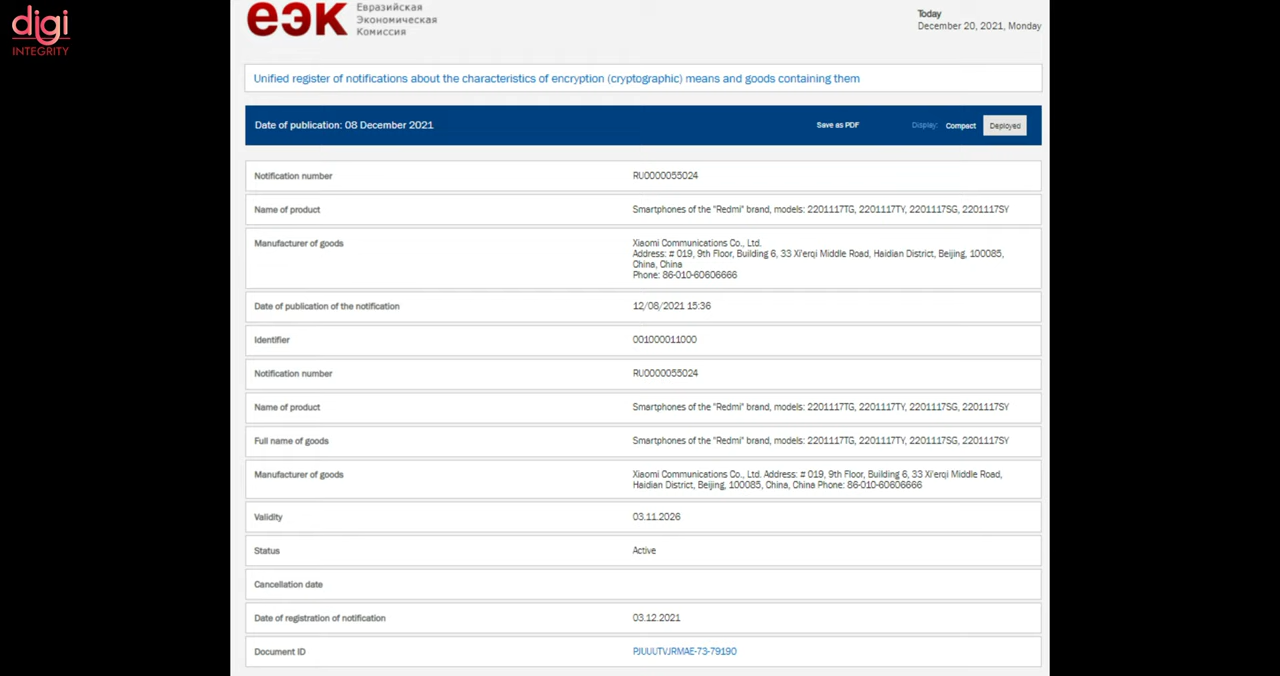 digi
INTEGRITY
еэк
Евразийская
Экономическая
Комиссия
Today
December 20, 2021, Monday
Unified register of notifications about the characteristics of encryption (cryptographic) means and goods containing them
Date of publication: 08 December 2021
Save as PDF
Display: Compact Deployed
Notification number RU0000055024
Name of product Smartphones of the "Redmi" brand, models: 2201117TG, 2201117TY, 2201117SG, 2201117SY
Manufacturer of goods Xiaomi Communications Co., Ltd.
Address: # 019, 9th Floor, Building 6, 33 Xi'erqi Middle Road, Haidian District, Beijing, 100085,
China, China
Phone: 86-010-60606666
Date of publication of the notification 12/08/2021 15:36
Identifier 001000011000
Notification number RU0000055024
Name of product Smartphones of the "Redmi" brand, models: 2201117TG, 2201117TY, 2201117SG, 2201117SY
Full name of goods Smartphones of the "Redmi" brand, models: 2201117TG, 2201117TY, 2201117SG, 2201117SY
Manufacturer of goods Xiaomi Communications Co., Ltd. Address: # 019, 9th Floor, Building 6, 33 Xi'erqi Middle Road,
Haidian District, Beijing, 100085, China, China Phone: 86-010-60606666
Validity 03.11.2026
Status Active
Cancellation date
Date of registration of notification 03.12.2021
Document ID PJUUUTVJRMAE-73-79190